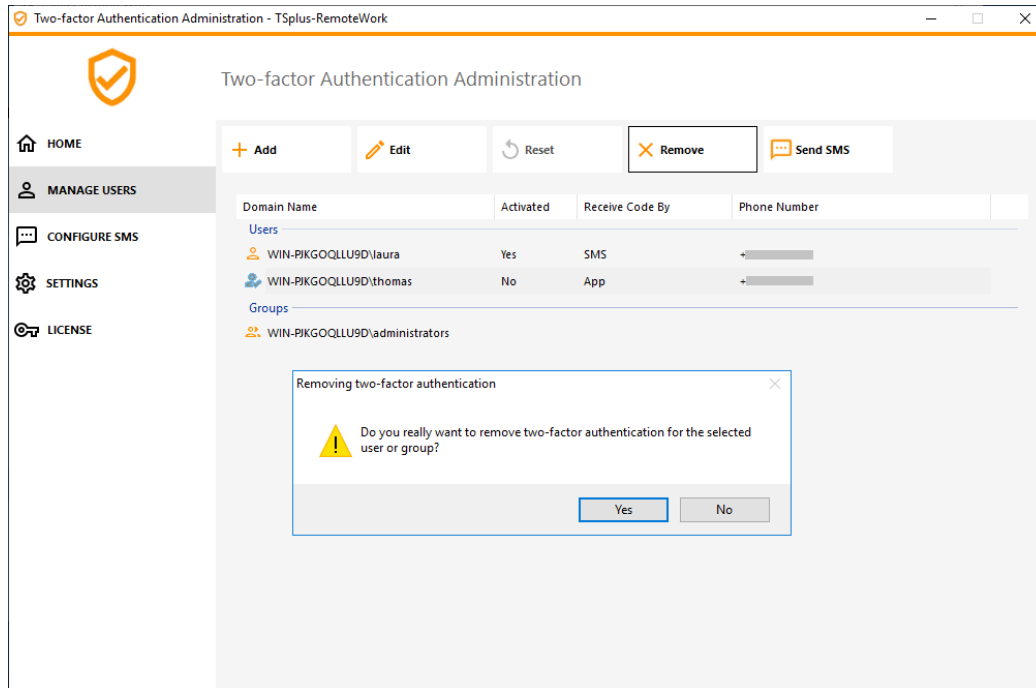 Two-factor Authentication Administration - TSplus-RemoteWork
Two-factor Authentication Administration
HOME
MANAGE USERS
CONFIGURE SMS
SETTINGS
LICENSE
Add Edit Reset Remove Send SMS
Domain Name Activated Receive Code By Phone Number
Users
WIN-PJKGOQLLU9D\laura Yes SMS +
WIN-PJKGOQLLU9D\thomas No App +
Groups
WIN-PJKGOQLLU9D\administrators
Removing two-factor authentication
Do you really want to remove two-factor authentication for the selected
user or group?
Yes No